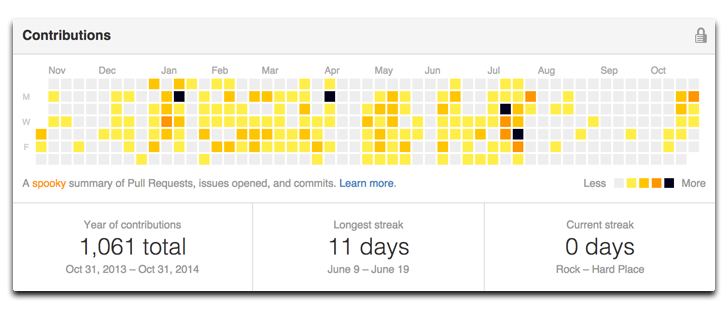 Contributions
Nov Dec Jan Feb Mar Apr May Jun Jul Aug Sep Oct
M
W
F
A spooky summary of Pull Requests, issues opened, and commits. Learn more.
Less More
Year of contributions
1,061 total
Oct 31, 2013 – Oct 31, 2014
Longest streak
11 days
June 9 – June 19
Current streak
0 days
Rock – Hard Place